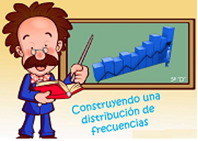 Construyendo una
distribución de
frecuencias